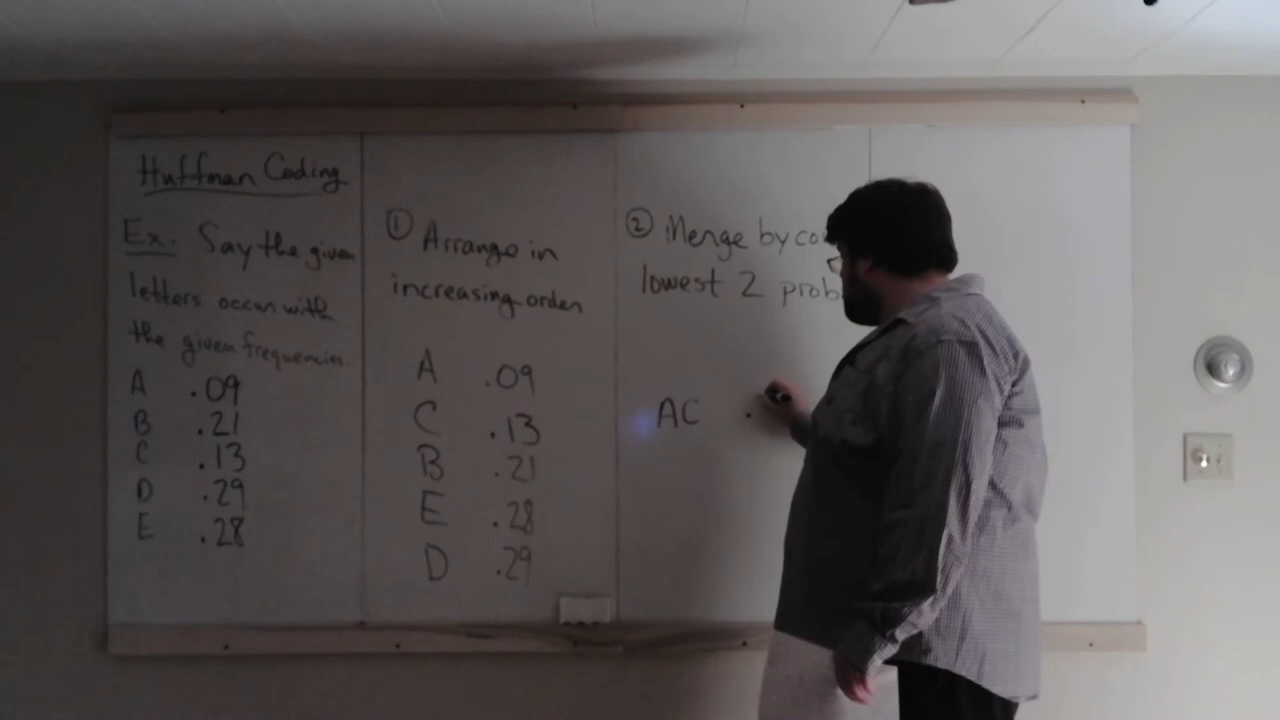 Huffman Coding
Ex: Say the given
letters occur with
the given frequencies.
A .09
B .21
C .13
D .29
E .28
① Arrange in
increasing order
A .09
C .13
B .21
E .28
D .29
② Merge by
lowest 2
AC .